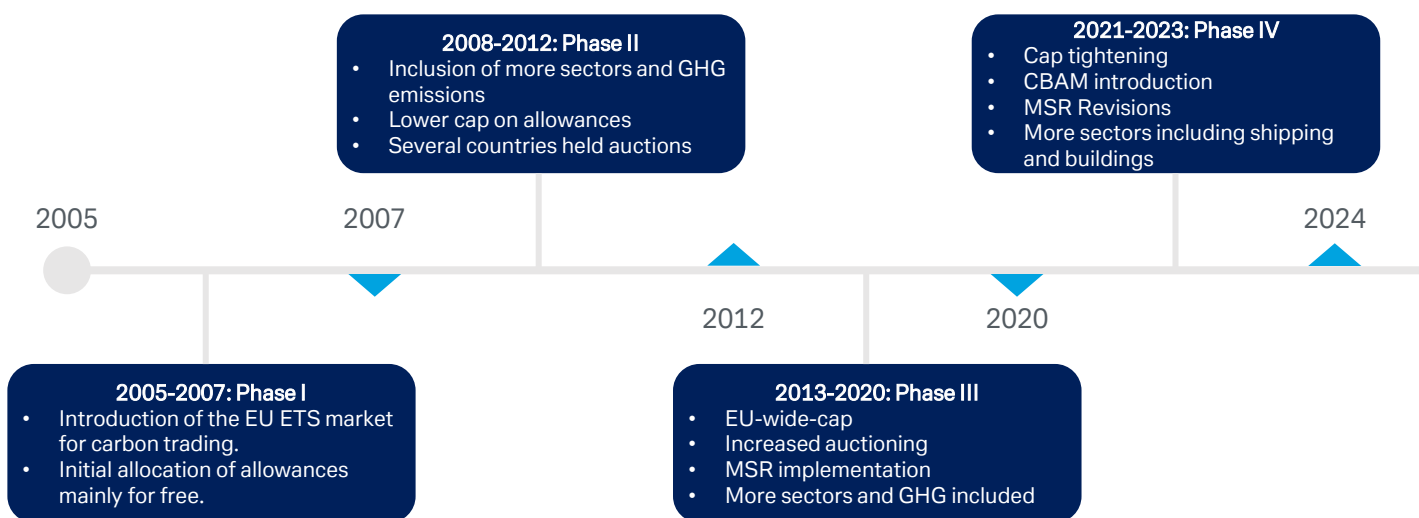 2008-2012: Phase II
• Inclusion of more sectors and GHG
emissions
• Lower cap on allowances
• Several countries held auctions
2021-2023: Phase IV
• Cap tightening
• CBAM introduction
• MSR Revisions
• More sectors including shipping
and buildings
2005
2007
2024
2012
2020
2005-2007: Phase I
• Introduction of the EU ETS market
for carbon trading.
• Initial allocation of allowances
mainly for free.
2013-2020: Phase III
• EU-wide-cap
• Increased auctioning
• MSR implementation
• More sectors and GHG included